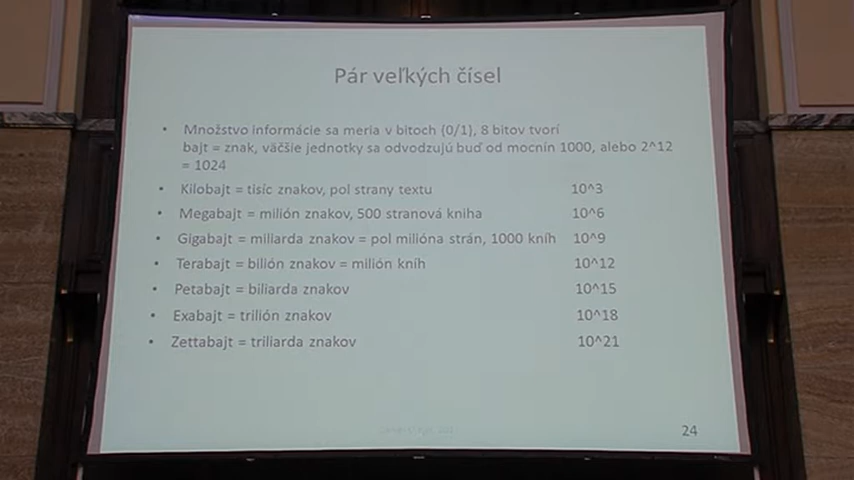 Pár veľkých čísel
• Množstvo informácie sa meria v bitoch (0/1), 8 bitov tvorí
bajt = znak, väčšie jednotky sa odvodzujú buď od mocnín 1000, alebo 2^12
= 1024
• Kilobajt = tisíc znakov, pol strany textu 10^3
• Megabajt = milión znakov, 500 stranová kniha 10^6
• Gigabajt = miliarda znakov = pol milióna strán, 1000 kníh 10^9
• Terabajt = bilión znakov = milión kníh 10^12
• Petabajt = biliarda znakov 10^15
• Exabajt = trilión znakov 10^18
• Zettabajt = triliarda znakov 10^21
24